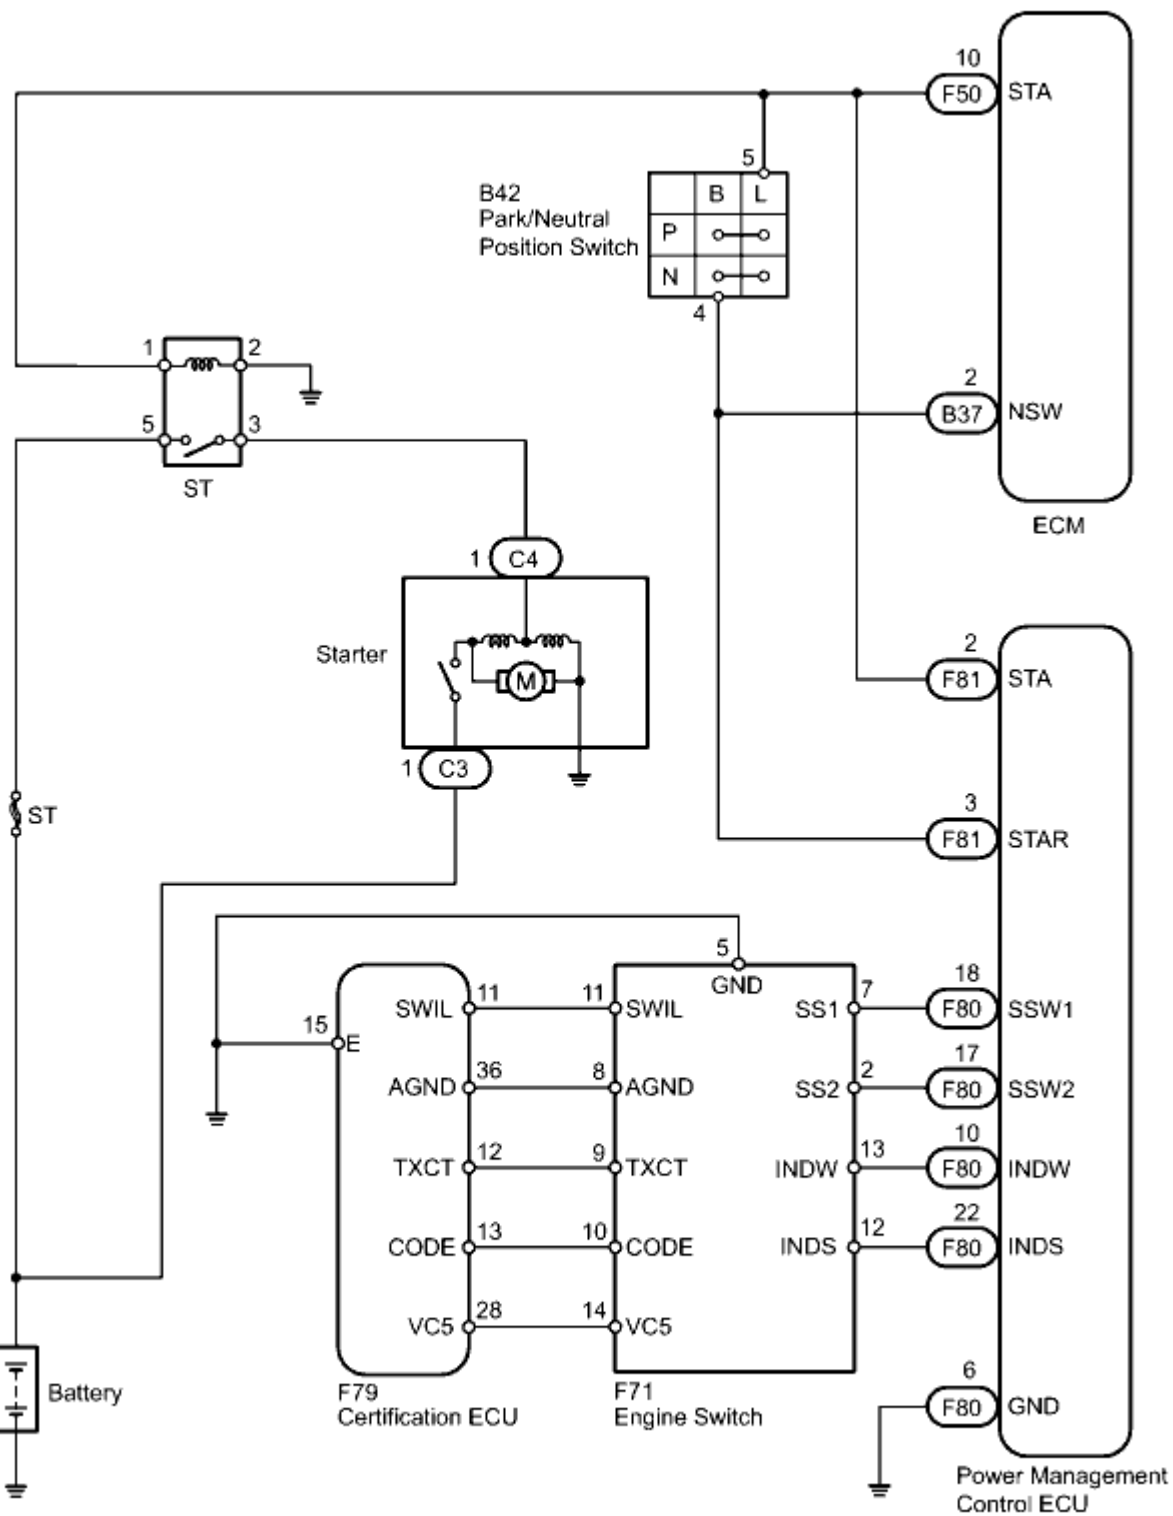 10
F50 STA
5
B42
Park/Neutral
Position Switch
B L
P
N
4
1 2
5 3
ST
2
B37 NSW
ECM
1 C4
Starter
M
1 C3
2
F81 STA
ST
3
F81 STAR
5
GND
15 E
SWIL 11 11 SWIL
SS1 7 18 F80 SSW1
AGND 36 8 AGND
SS2 2 17 F80 SSW2
TXCT 12 9 TXCT
INDW 13 10 F80 INDW
CODE 13 10 CODE
INDS 12 22 F80 INDS
VC5 28 14 VC5
Battery
F79
Certification ECU
F71
Engine Switch
6
F80 GND
Power Management
Control ECU